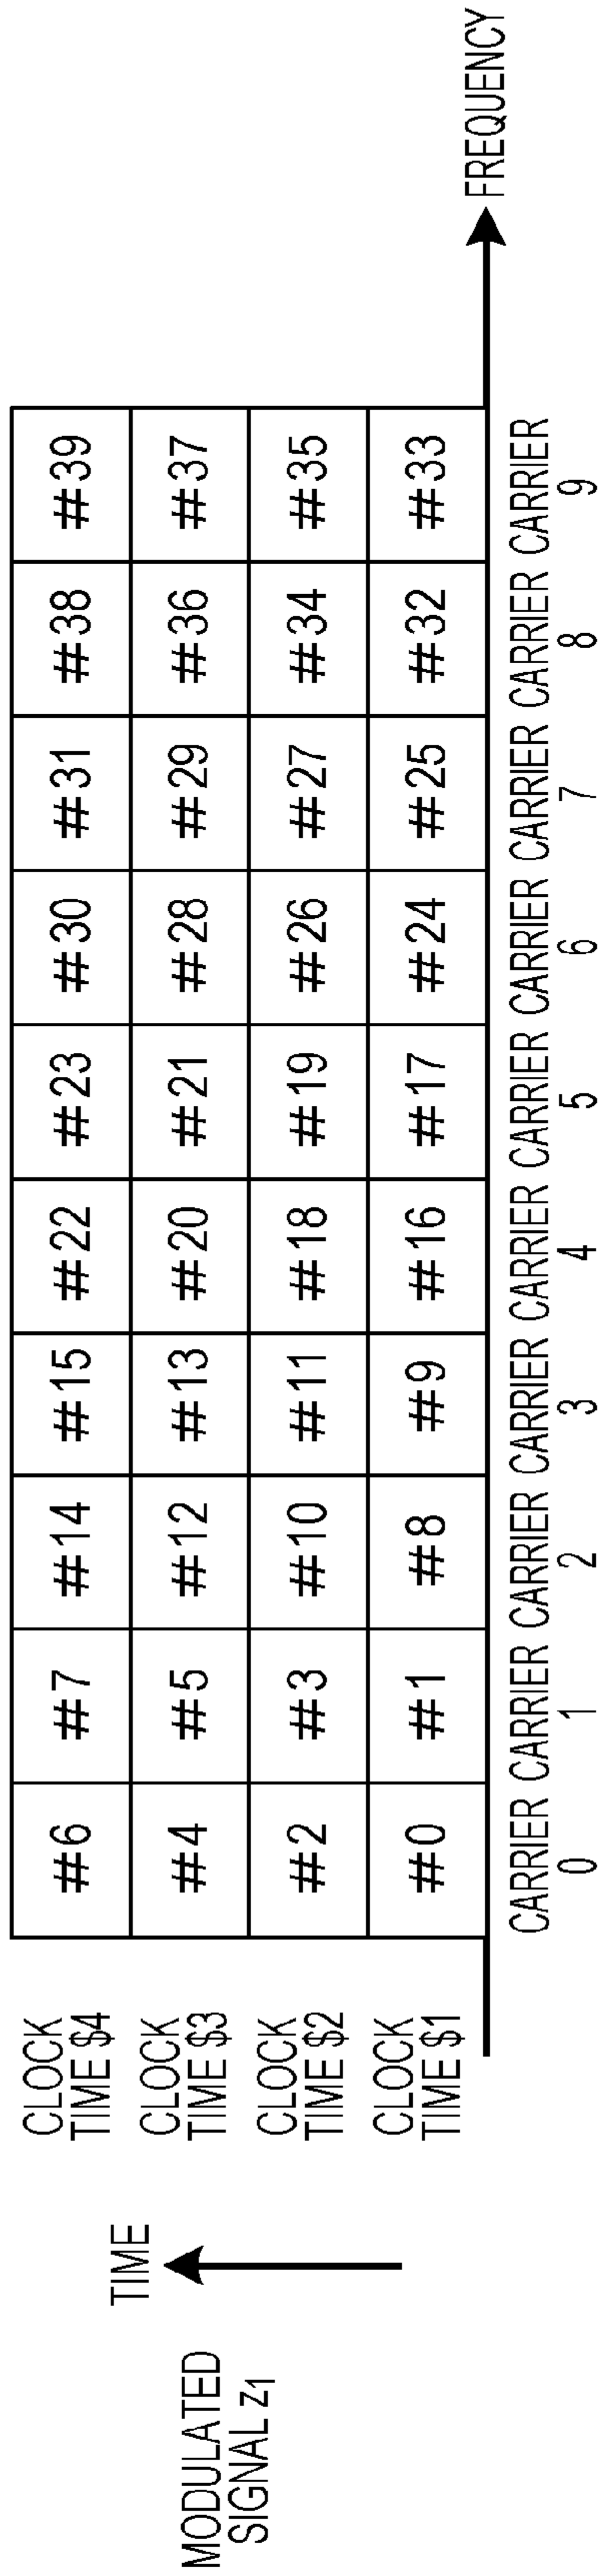 MODULATED
SIGNAL z1
TIME
CLOCK
TIME $4
#6 #7 #14 #15 #22 #23 #30 #31 #38 #39
CLOCK
TIME $3
#4 #5 #12 #13 #20 #21 #28 #29 #36 #37
CLOCK
TIME $2
#2 #3 #10 #11 #18 #19 #26 #27 #34 #35
CLOCK
TIME $1
#0 #1 #8 #9 #16 #17 #24 #25 #32 #33
FREQUENCY
CARRIER CARRIER CARRIER CARRIER CARRIER CARRIER CARRIER CARRIER CARRIER CARRIER
0 1 2 3 4 5 6 7 8 9